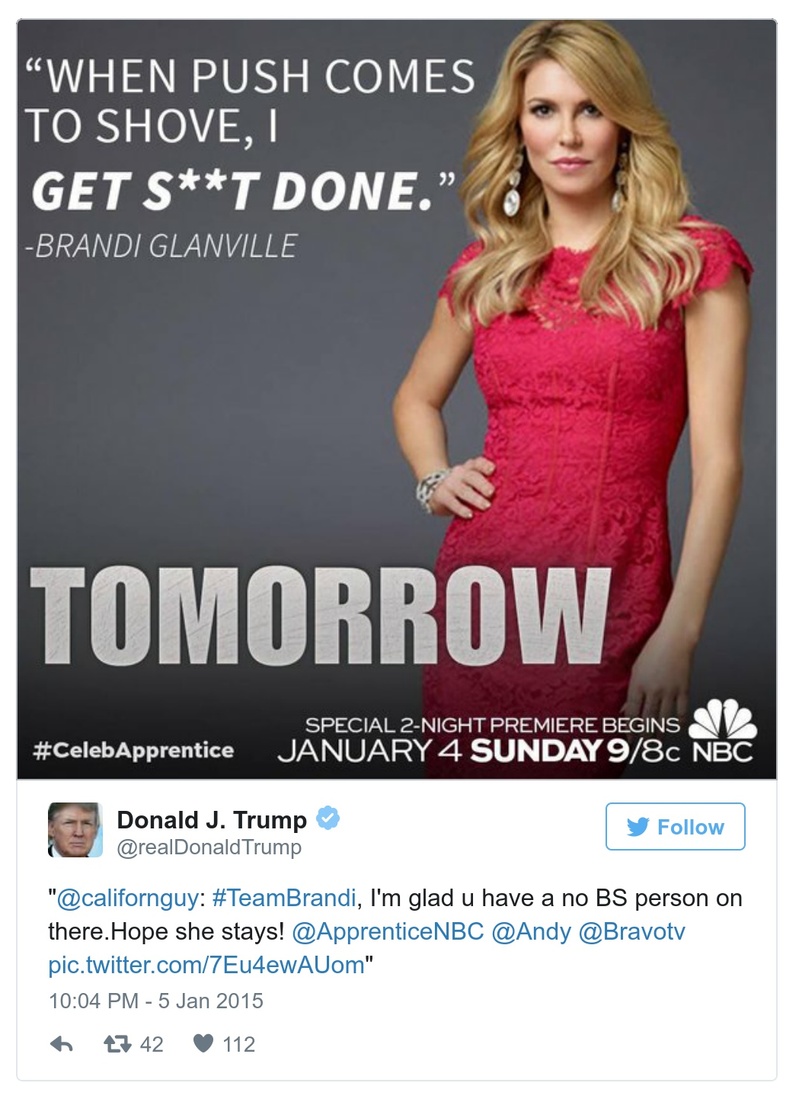 “WHEN PUSH COMES
TO SHOVE, I
GET S**T DONE.”
-BRANDI GLANVILLE
TOMORROW
#CelebApprentice
SPECIAL 2-NIGHT PREMIERE BEGINS
JANUARY 4 SUNDAY 9/8c NBC
Donald J. Trump
@realDonaldTrump
Follow
"@californguy: #TeamBrandi, I'm glad u have a no BS person on
there.Hope she stays! @ApprenticeNBC @Andy @Bravotv
pic.twitter.com/7Eu4ewAUom"
10:04 PM - 5 Jan 2015
42 112